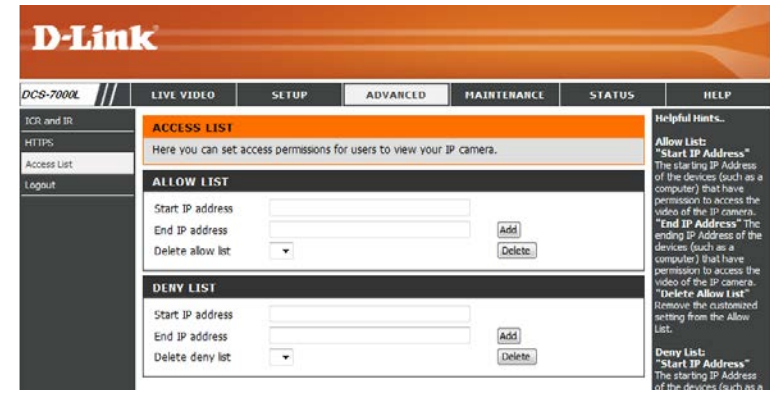 D-Link
DCS-7000L
LIVE VIDEO
SETUP
ADVANCED
MAINTENANCE
STATUS
HELP
ICR and IR
HTTPS
Access List
Logout
ACCESS LIST
Here you can set access permissions for users to view your IP camera.
ALLOW LIST
Start IP address
End IP address
Add
Delete allow list
Delete
DENY LIST
Start IP address
End IP address
Add
Delete deny list
Delete
Helpful Hints..
Allow List:
"Start IP Address"
The starting IP Address
of the devices (such as a
computer) that have
permission to access the
video of the IP camera.
"End IP Address" The
ending IP Address of the
devices (such as a
computer) that have
permission to access the
video of the IP camera.
"Delete Allow List"
Remove the customized
setting from the Allow
List.
Deny List:
"Start IP Address"
The starting IP Address
of the devices (such as a